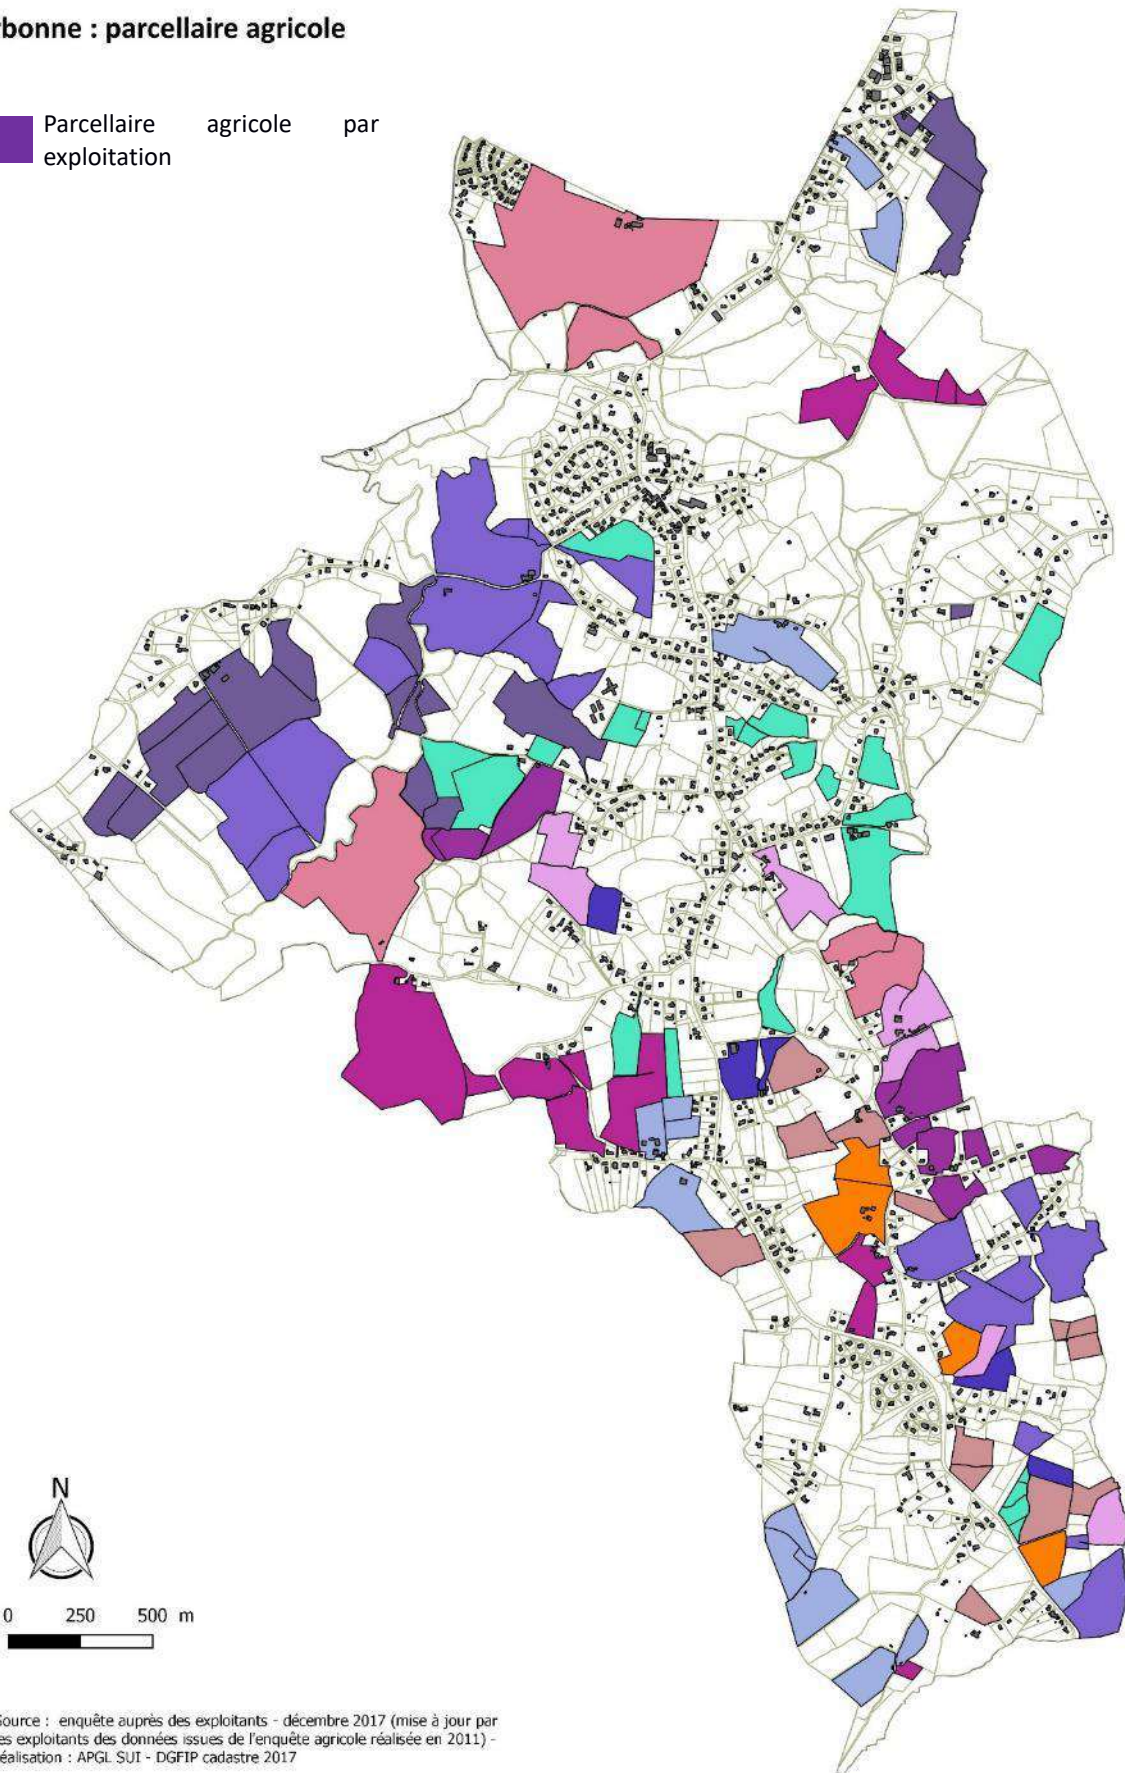 bonne : parcellaire agricole
Parcellaire agricole par
exploitation
N
0 250 500 m
Source : enquête auprès des exploitants - décembre 2017 (mise à jour par
es exploitants des données issues de l'enquête agricole réalisée en 2011) -
éalisation : APGL SUI - DGFIP cadastre 2017